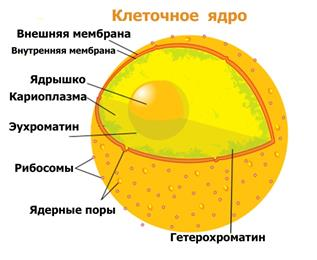 Клеточное ядро
Внешняя мембрана
Внутренняя мембрана
Ядрышко
Кариоплазма
Эухроматин
Рибосомы
Ядерные поры
Гетерохроматин